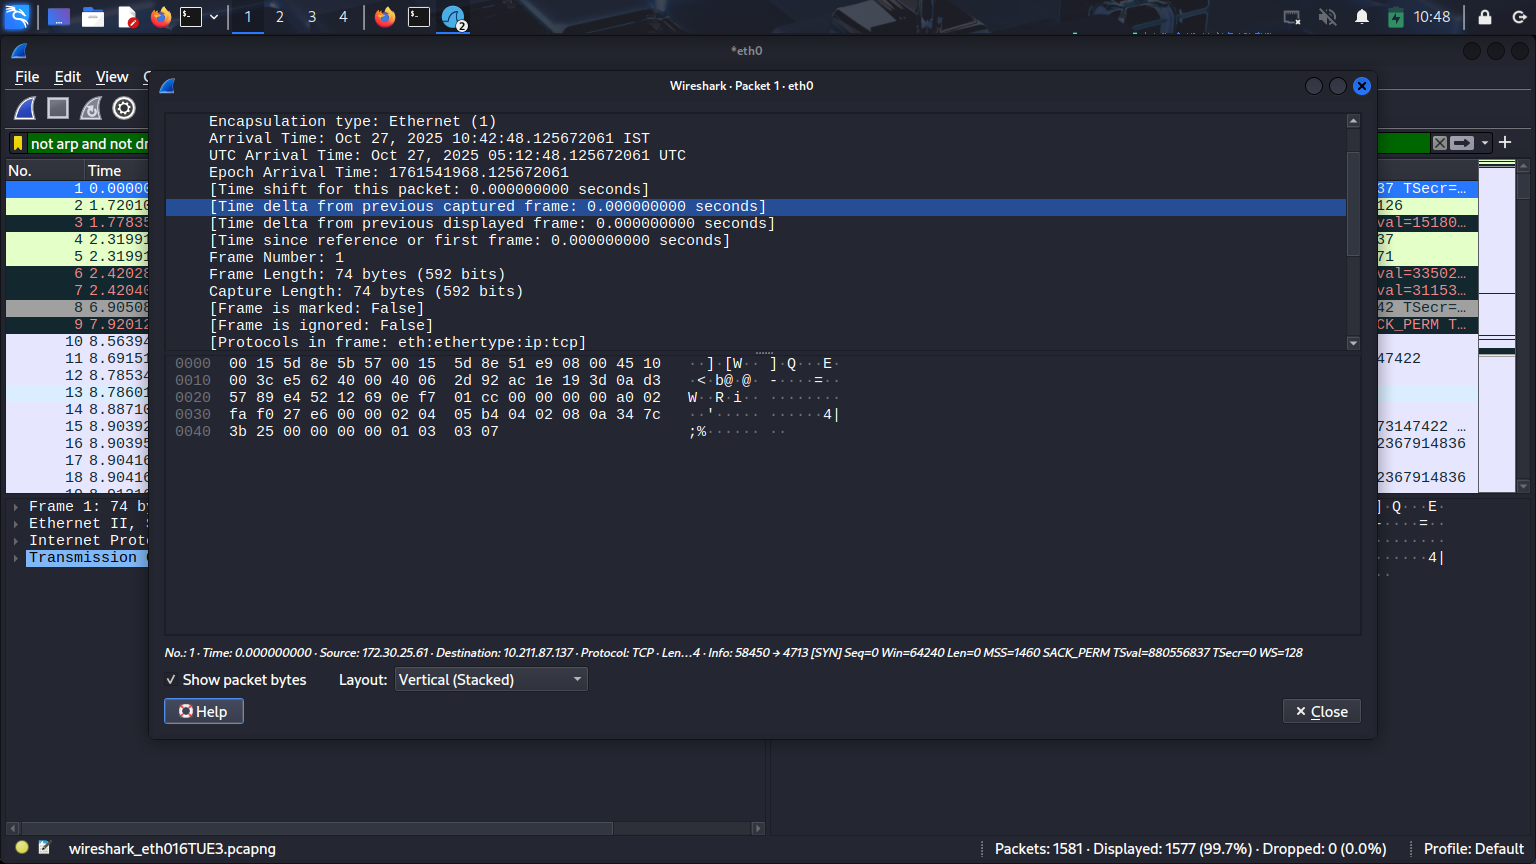 1 2 3 4 2 10:48
*eth0
File Edit View
Wireshark · Packet 1 · eth0
Encapsulation type: Ethernet (1)
Arrival Time: Oct 27, 2025 10:42:48.125672061 IST
UTC Arrival Time: Oct 27, 2025 05:12:48.125672061 UTC
Epoch Arrival Time: 1761541968.125672061
[Time shift for this packet: 0.000000000 seconds]
[Time delta from previous captured frame: 0.000000000 seconds]
[Time delta from previous displayed frame: 0.000000000 seconds]
[Time since reference or first frame: 0.000000000 seconds]
Frame Number: 1
Frame Length: 74 bytes (592 bits)
Capture Length: 74 bytes (592 bits)
[Frame is marked: False]
[Frame is ignored: False]
[Protocols in frame: eth:ethertype:ip:tcp]
0000 00 15 5d 8e 5b 57 00 15 5d 8e 51 e9 08 00 45 10 ··]·[W·· ]·Q···E·
0010 00 3c e5 62 40 00 40 06 2d 92 ac 1e 19 3d 0a d3 ·<·b@·@· -····=··
0020 57 89 e4 52 12 69 0e f7 01 cc 00 00 00 00 a0 02 W··R·i·· ········
0030 fa f0 27 e6 00 00 02 04 05 b4 04 02 08 0a 34 7c ··'····· ······4|
0040 3b 25 00 00 00 00 01 03 03 07 ;%······ ··
No.: 1 · Time: 0.000000000 · Source: 172.30.25.61 · Destination: 10.211.87.137 · Protocol: TCP · Len…4 · Info: 58450 → 4713 [SYN] Seq=0 Win=64240 Len=0 MSS=1460 SACK_PERM TSval=880556837 TSecr=0 WS=128
Show packet bytes Layout: Vertical (Stacked)
Help
Close
not arp and not
No. Time
1 0.00000
2 1.72010
3 1.77835
4 2.31991
5 2.31991
6 2.42028
7 2.42040
8 6.90508
9 7.92012
10 8.56394
11 8.69151
12 8.78534
13 8.78601
14 8.88710
15 8.90392
16 8.90395
17 8.90416
18 8.90416
37 TSecr=…
126
val=15180…
37
71
val=33502…
val=31153…
42 TSecr=…
CK_PERM T…
47422
73147422 …
2367914836
2367914836
Frame 1: 74
Ethernet II,
Internet
Transmission
] ·Q···E·
-····=··
········
······4|
··
wireshark_eth016TUE3.pcapng
Packets: 1581 · Displayed: 1577 (99.7%) · Dropped: 0 (0.0%)
Profile: Default